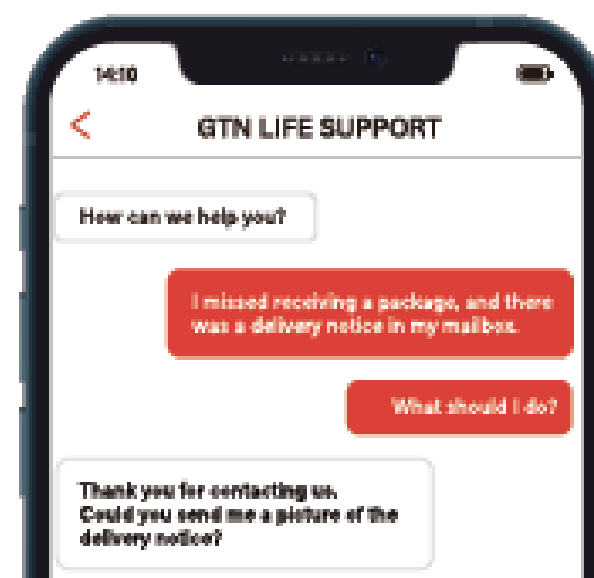 14:10
GTN LIFE SUPPORT
How can we help you?
I missed receiving a package, and there
was a delivery notice in my mailbox.
What should I do?
Thank you for contacting us.
Could you send me a picture of the
delivery notice?